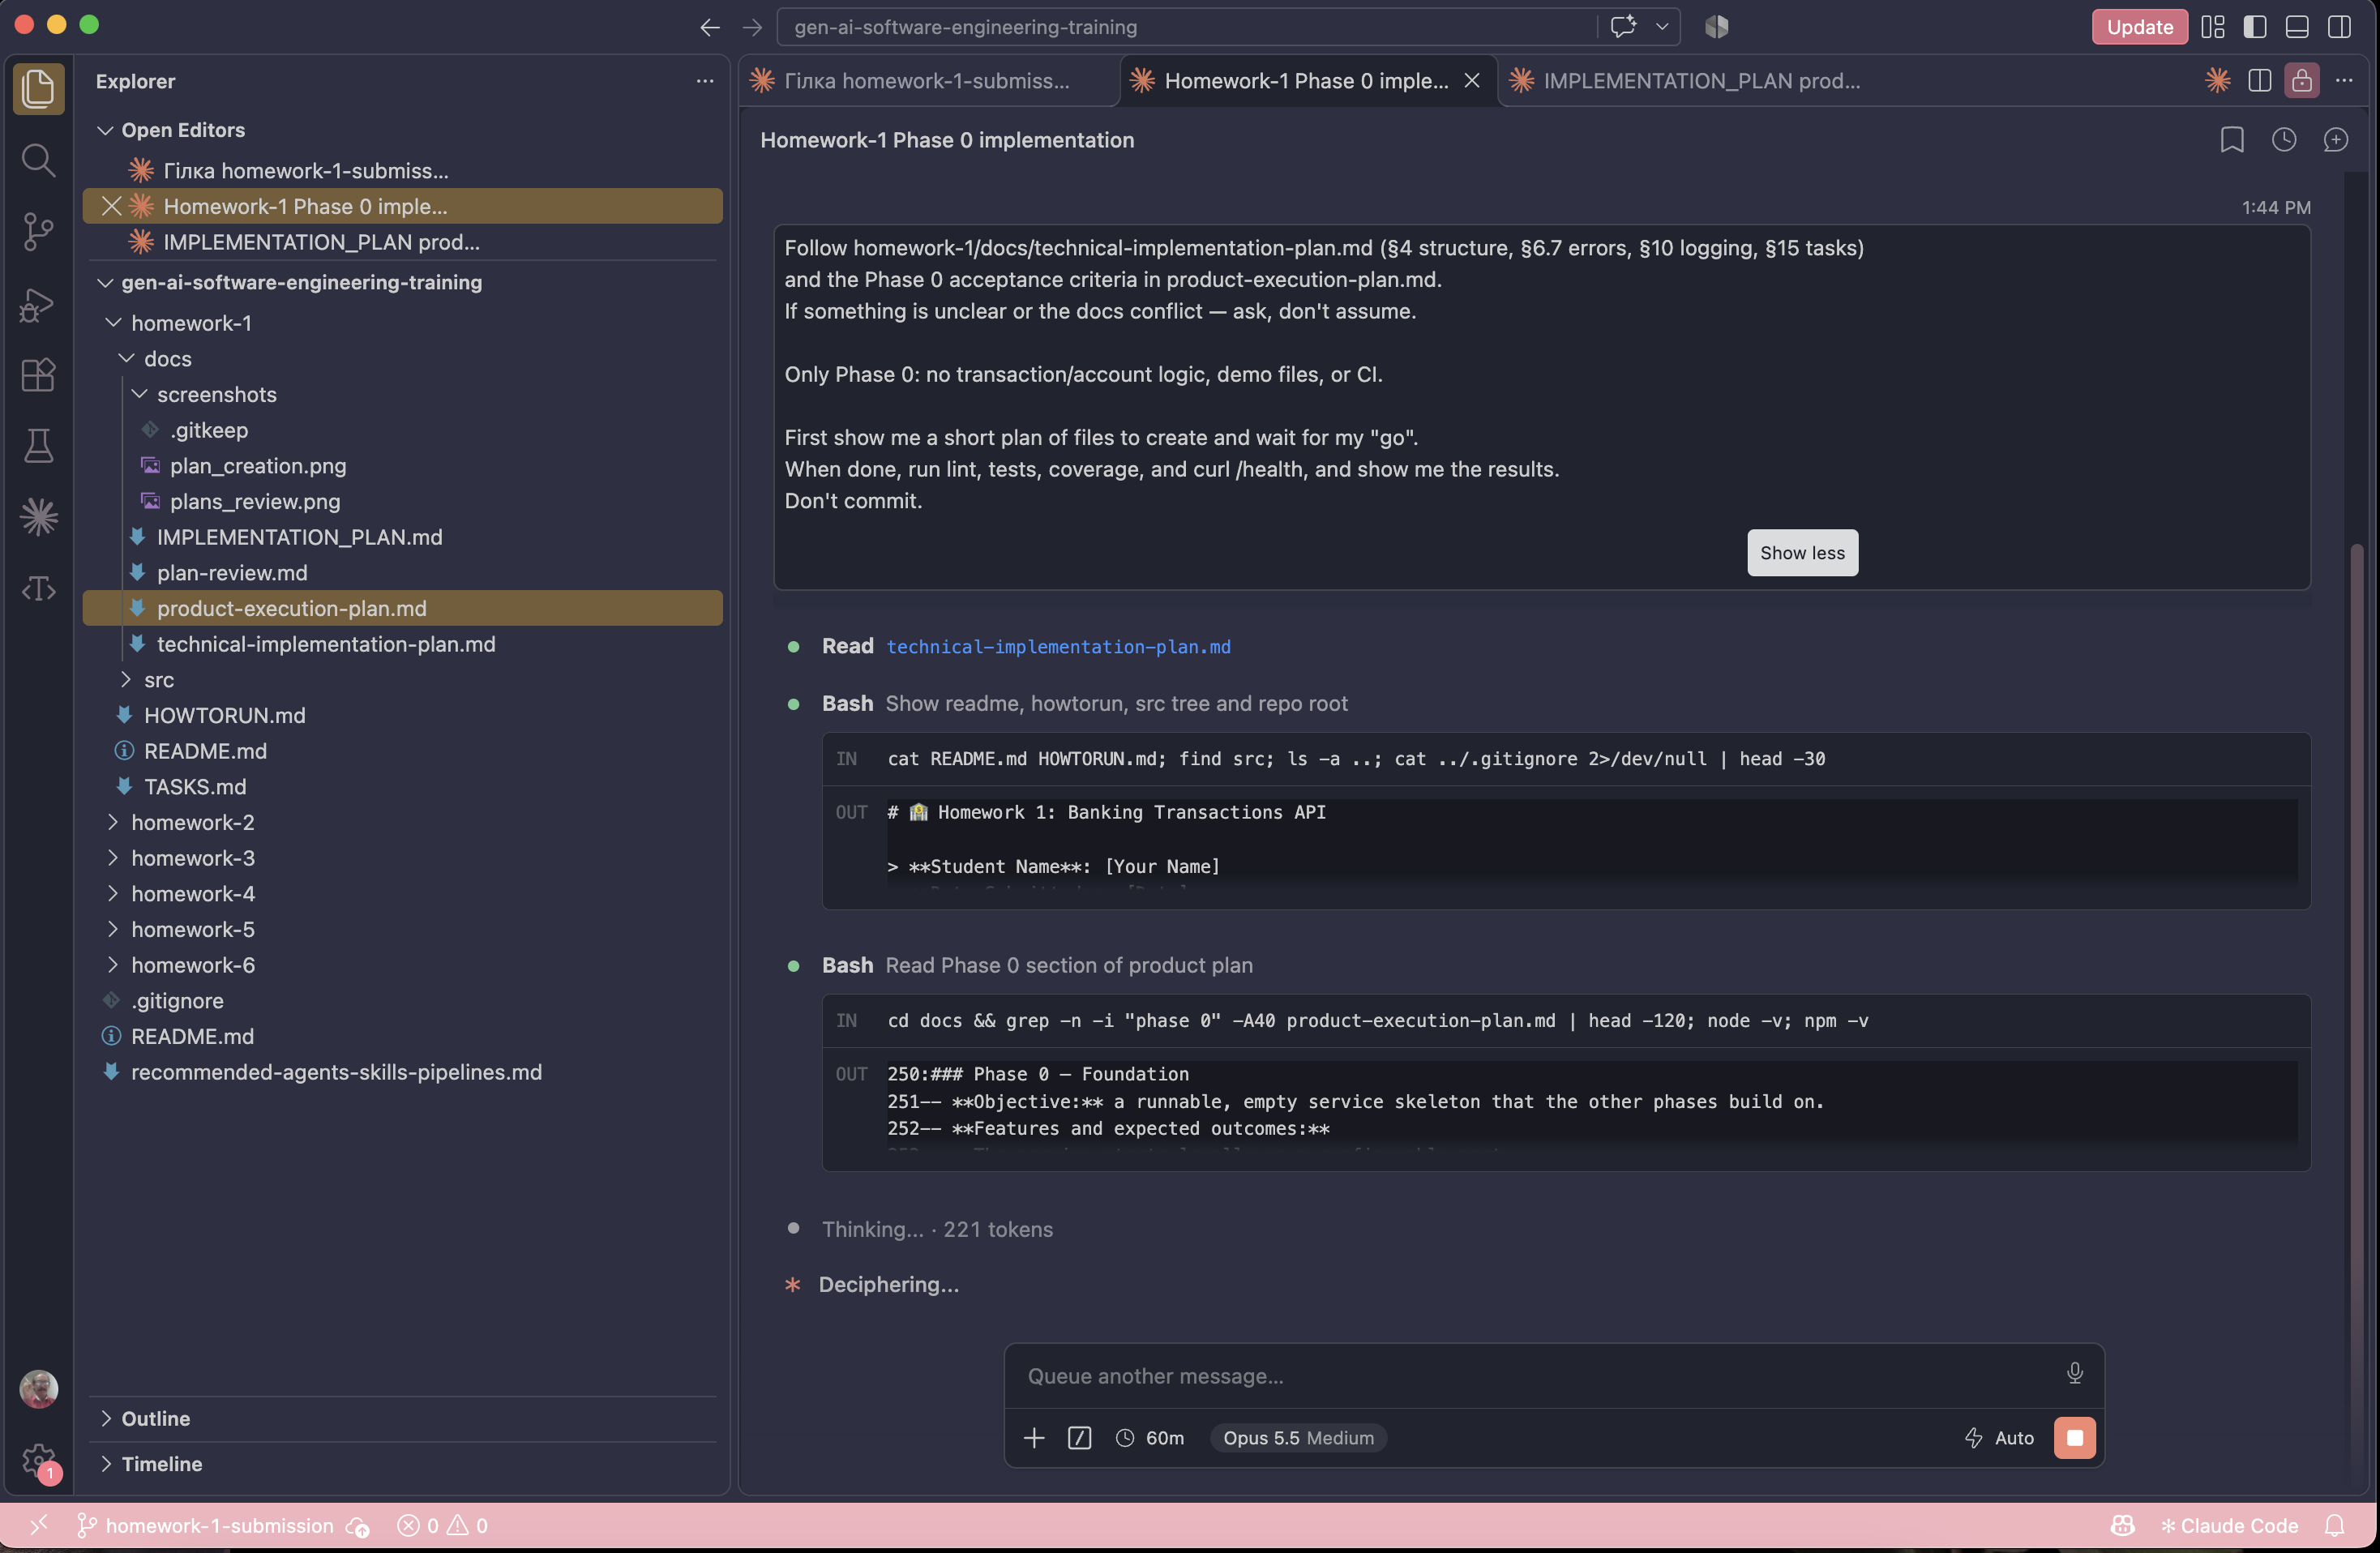 gen-ai-software-engineering-training
Update
Explorer
Open Editors
Гілка homework-1-submiss...
Homework-1 Phase 0 imple...
IMPLEMENTATION_PLAN prod...
gen-ai-software-engineering-training
homework-1
docs
screenshots
.gitkeep
plan_creation.png
plans_review.png
IMPLEMENTATION_PLAN.md
plan-review.md
product-execution-plan.md
technical-implementation-plan.md
src
HOWTORUN.md
README.md
TASKS.md
homework-2
homework-3
homework-4
homework-5
homework-6
.gitignore
README.md
recommended-agents-skills-pipelines.md
Outline
Timeline
1
Гілка homework-1-submiss...
Homework-1 Phase 0 imple...
IMPLEMENTATION_PLAN prod...
Homework-1 Phase 0 implementation
1:44 PM
Follow homework-1/docs/technical-implementation-plan.md (§4 structure, §6.7 errors, §10 logging, §15 tasks)
and the Phase 0 acceptance criteria in product-execution-plan.md.
If something is unclear or the docs conflict — ask, don't assume.
Only Phase 0: no transaction/account logic, demo files, or CI.
First show me a short plan of files to create and wait for my "go".
When done, run lint, tests, coverage, and curl /health, and show me the results.
Don't commit.
Show less
Read technical-implementation-plan.md
Bash Show readme, howtorun, src tree and repo root
IN cat README.md HOWTORUN.md; find src; ls -a ..; cat ../.gitignore 2>/dev/null | head -30
OUT # 🏦 Homework 1: Banking Transactions API
> **Student Name**: [Your Name]
Bash Read Phase 0 section of product plan
IN cd docs && grep -n -i "phase 0" -A40 product-execution-plan.md | head -120; node -v; npm -v
OUT 250:### Phase 0 — Foundation
251-- **Objective:** a runnable, empty service skeleton that the other phases build on.
252-- **Features and expected outcomes:**
Thinking... · 221 tokens
Deciphering...
Queue another message...
60m
Opus 5.5 Medium
Auto
homework-1-submission
0
0
Claude Code